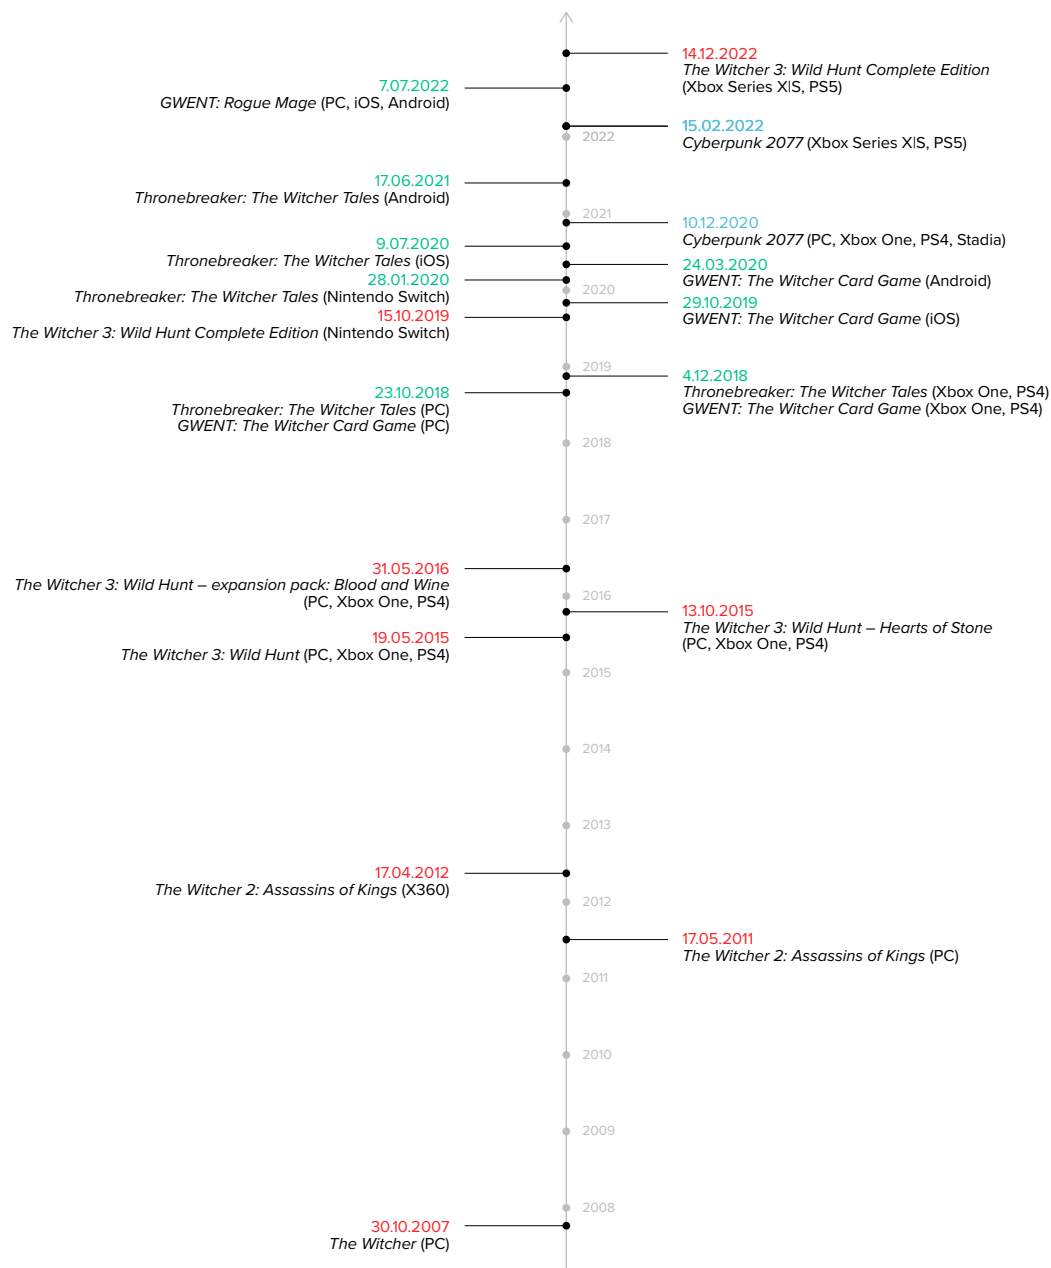 14.12.2022
The Witcher 3: Wild Hunt Complete Edition
(Xbox Series X|S, PS5)
7.07.2022
GWENT: Rogue Mage (PC, iOS, Android)
15.02.2022
Cyberpunk 2077 (Xbox Series X|S, PS5)
2022
17.06.2021
Thronebreaker: The Witcher Tales (Android)
2021
10.12.2020
Cyberpunk 2077 (PC, Xbox One, PS4, Stadia)
9.07.2020
Thronebreaker: The Witcher Tales (iOS)
24.03.2020
GWENT: The Witcher Card Game (Android)
28.01.2020
Thronebreaker: The Witcher Tales (Nintendo Switch)
2020
29.10.2019
GWENT: The Witcher Card Game (iOS)
15.10.2019
The Witcher 3: Wild Hunt Complete Edition (Nintendo Switch)
2019
4.12.2018
Thronebreaker: The Witcher Tales (Xbox One, PS4)
GWENT: The Witcher Card Game (Xbox One, PS4)
23.10.2018
Thronebreaker: The Witcher Tales (PC)
GWENT: The Witcher Card Game (PC)
2018
2017
31.05.2016
The Witcher 3: Wild Hunt – expansion pack: Blood and Wine
(PC, Xbox One, PS4)
2016
13.10.2015
The Witcher 3: Wild Hunt – Hearts of Stone
(PC, Xbox One, PS4)
19.05.2015
The Witcher 3: Wild Hunt (PC, Xbox One, PS4)
2015
2014
2013
17.04.2012
The Witcher 2: Assassins of Kings (X360)
2012
17.05.2011
The Witcher 2: Assassins of Kings (PC)
2011
2010
2009
2008
30.10.2007
The Witcher (PC)